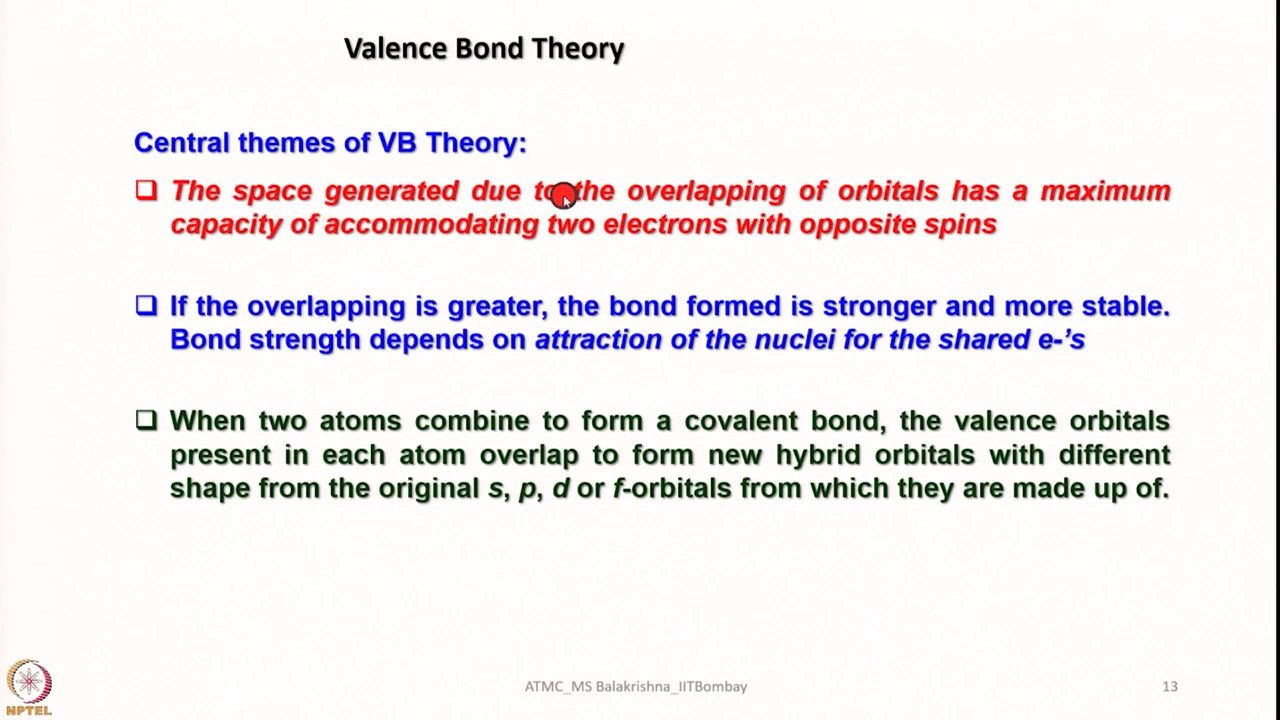 Valence Bond Theory
Central themes of VB Theory:
❑ The space generated due to the overlapping of orbitals has a maximum
capacity of accommodating two electrons with opposite spins
❑ If the overlapping is greater, the bond formed is stronger and more stable.
Bond strength depends on attraction of the nuclei for the shared e-’s
❑ When two atoms combine to form a covalent bond, the valence orbitals
present in each atom overlap to form new hybrid orbitals with different
shape from the original s, p, d or f-orbitals from which they are made up of.
NPTEL
ATMC_MS Balakrishna_IITBombay
13